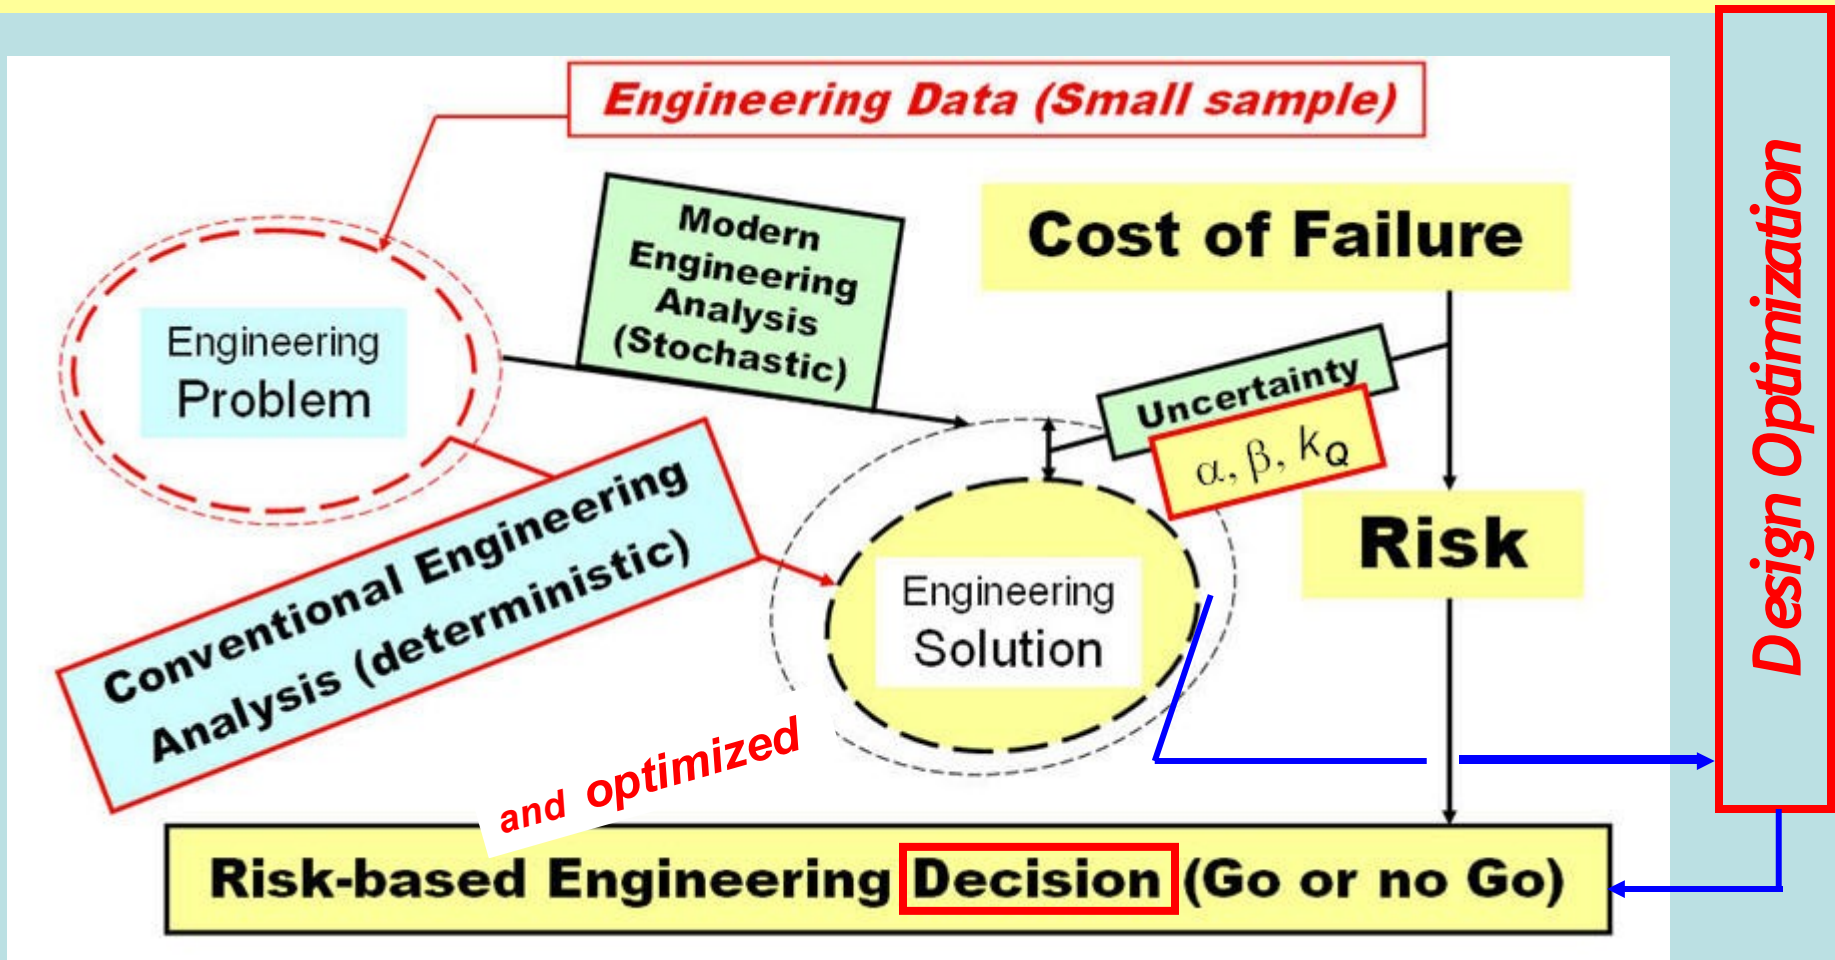 Engineering Data (Small sample)
Modern
Engineering
Analysis
(Stochastic)
Cost of Failure
Engineering
Problem
Uncertainty
α, β, kQ
Conventional Engineering
Analysis (deterministic)
Risk
Engineering
Solution
and optimized
Risk-based Engineering Decision (Go or no Go)
Design Optimization